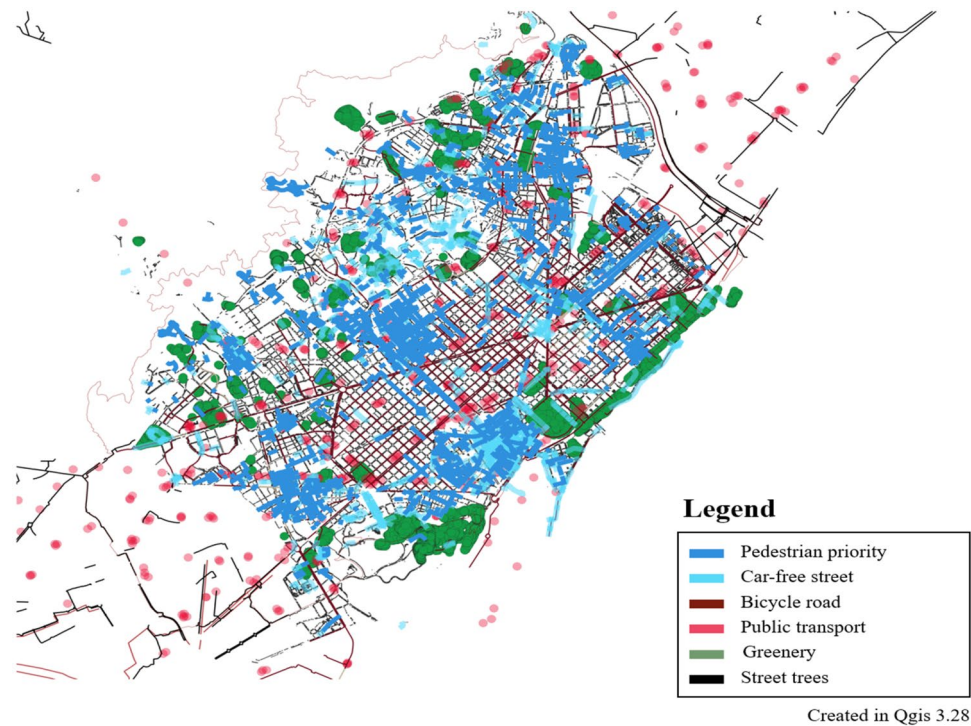 Legend
Pedestrian priority
Car-free street
Bicycle road
Public transport
Greenery
Street trees
Created in Qgis 3.28